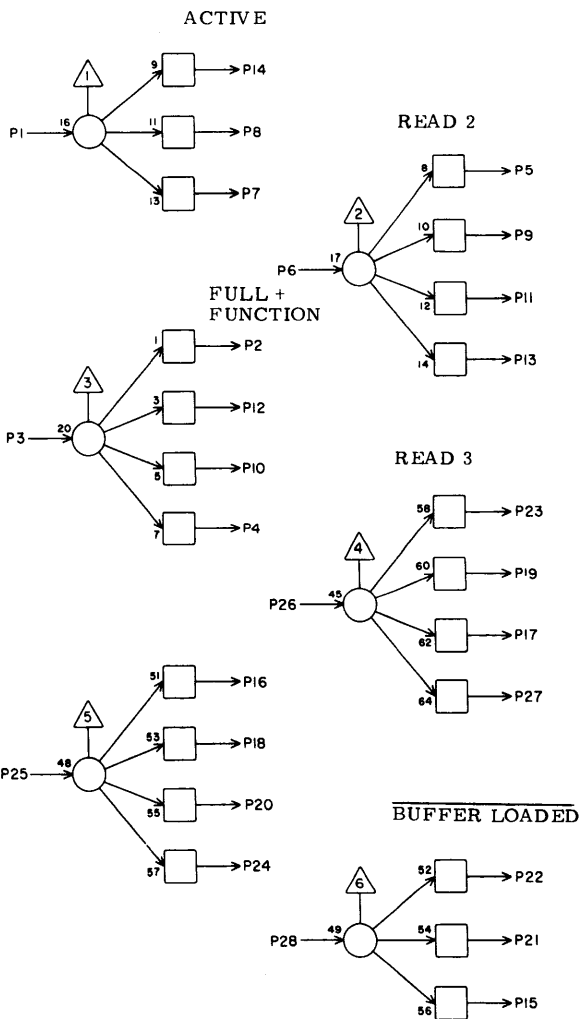 ACTIVE
1
9 P14
P1 16 11 P8
13 P7
READ 2
2
8 P5
10 P9
P6 17
12 P11
14 P13
FULL +
FUNCTION
3
1 P2
3 P12
P3 20
5 P10
7 P4
READ 3
4
58 P23
60 P19
P26 45
62 P17
64 P27
5
51 P16
53 P18
P25 48
55 P20
57 P24
BUFFER LOADED
6
52 P22
P28 49 54 P21
56 P15